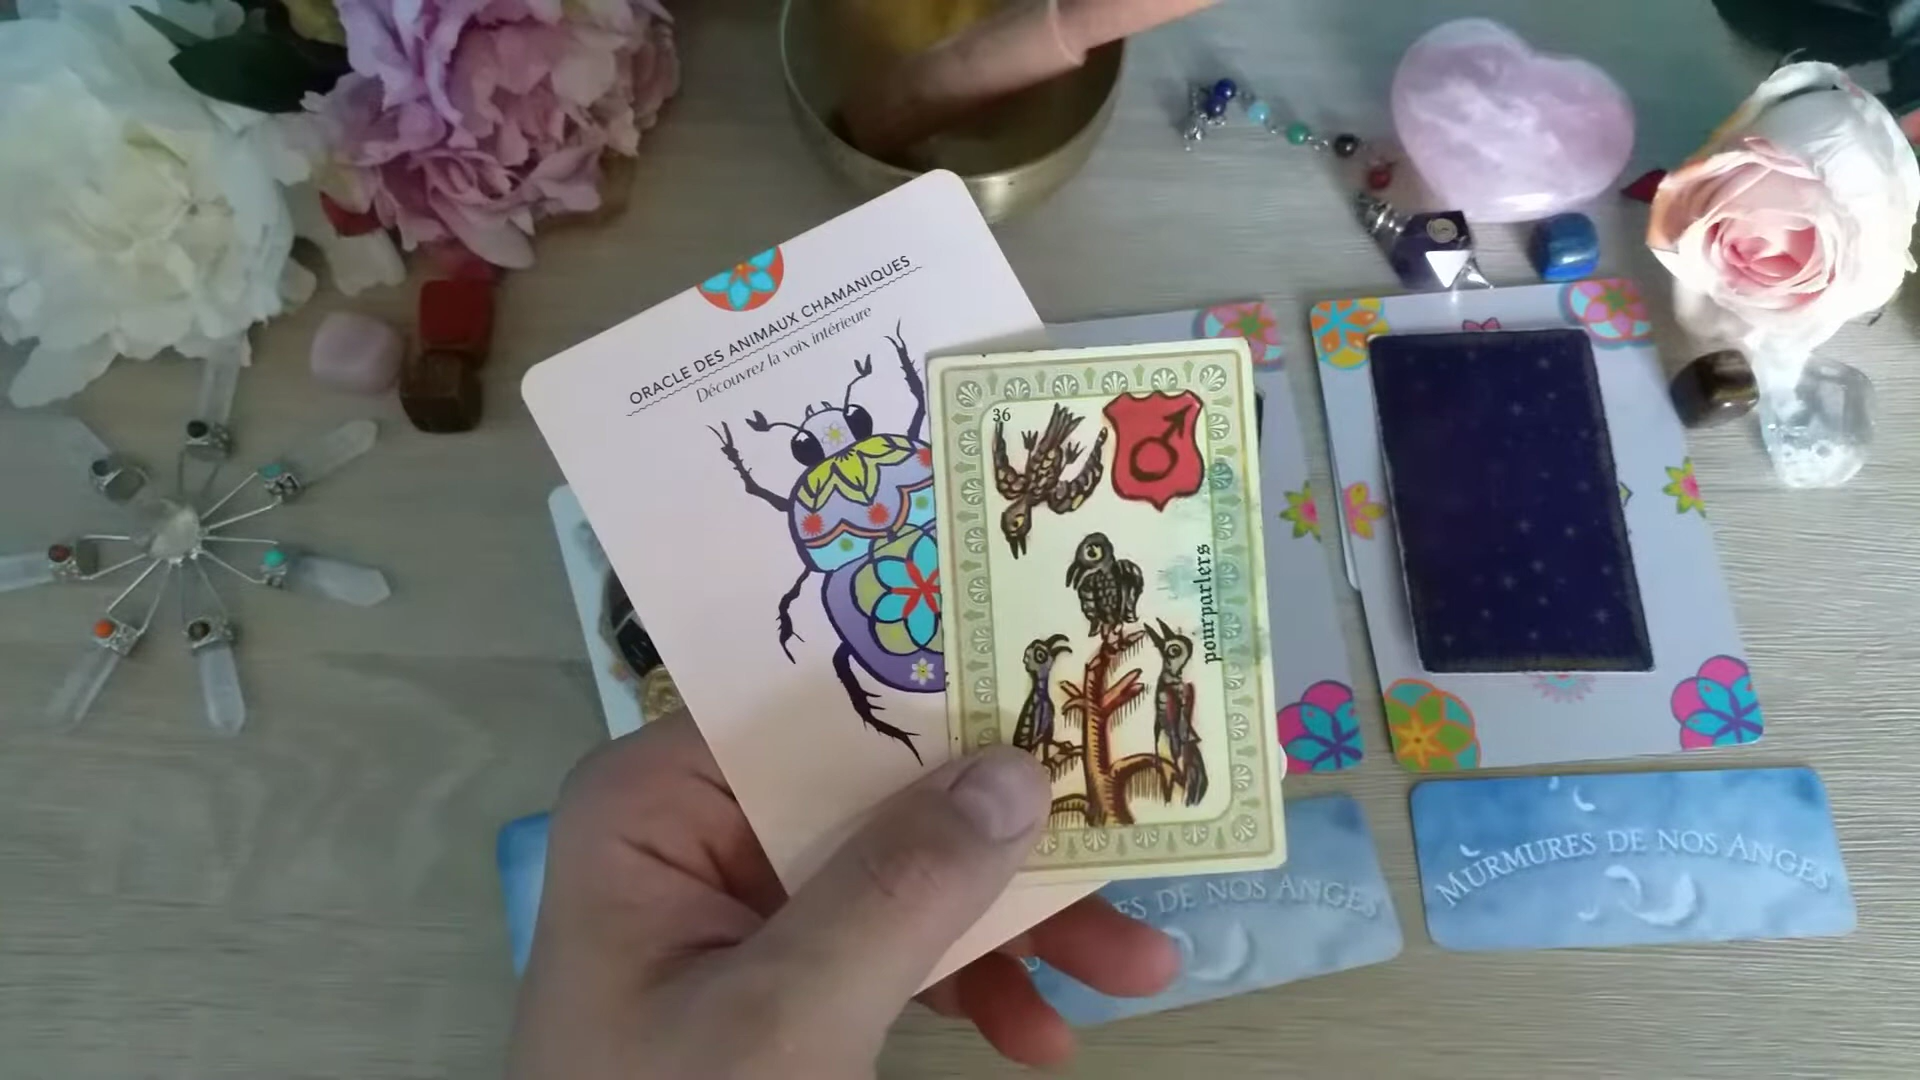 ORACLE DES ANIMAUX CHAMANIQUES
Découvrez la voix intérieure
36
pourparlers
ES DE NOS ANGES
MURMURES DE NOS ANGES